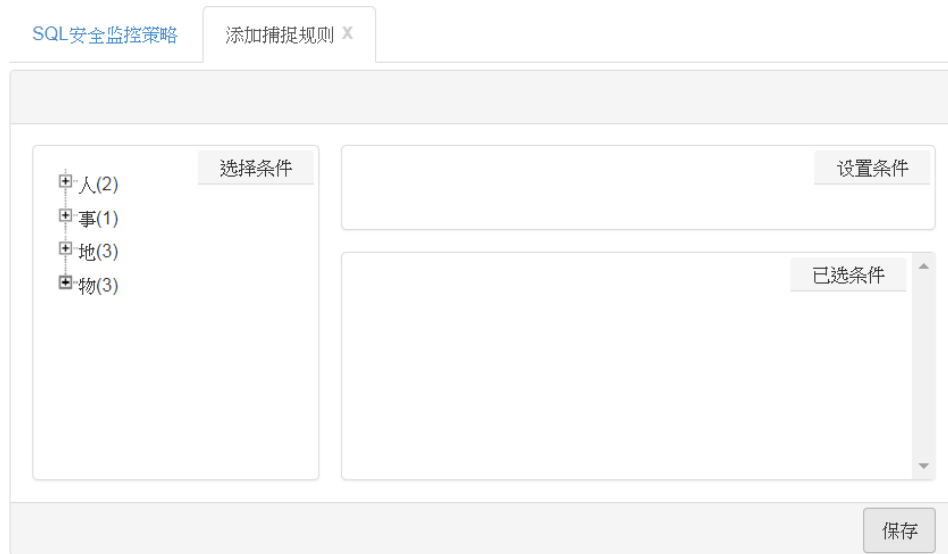 SQL安全监控策略
添加捕捉规则 X
选择条件
人(2)
事(1)
地(3)
物(3)
设置条件
已选条件
保存